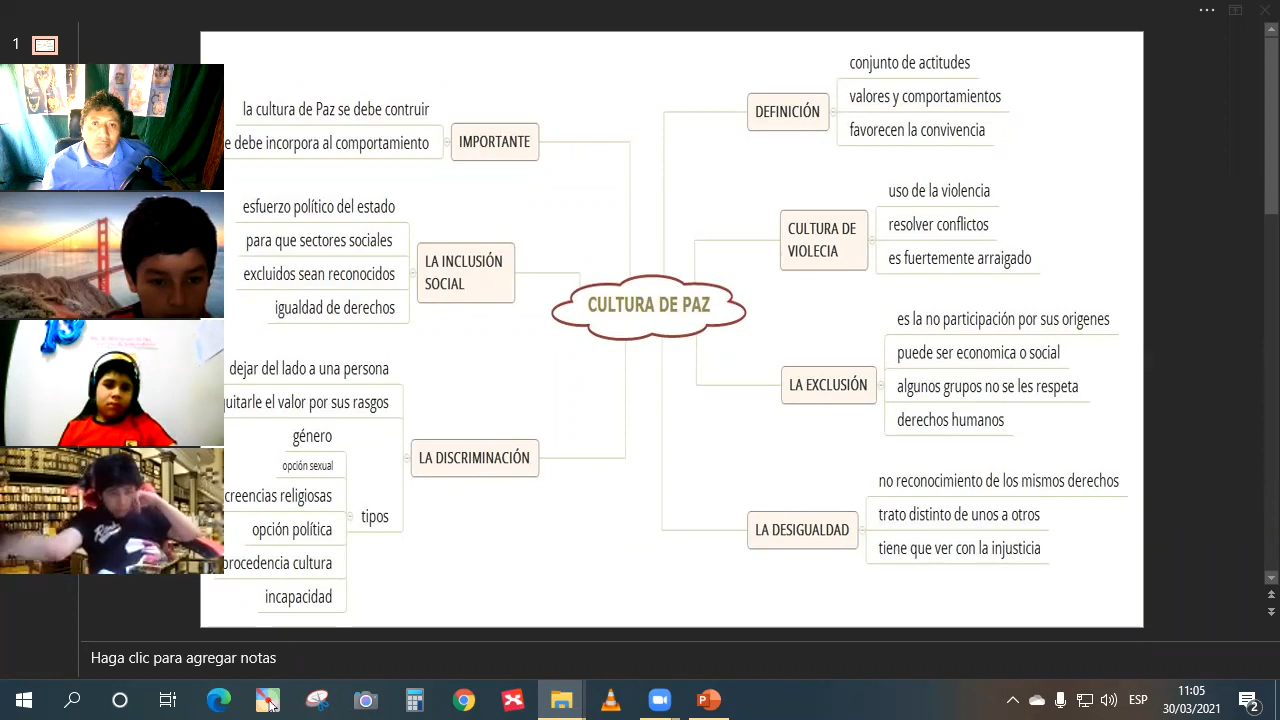 1
la cultura de Paz se debe contruir
e debe incorpora al comportamiento
IMPORTANTE
esfuerzo político del estado
para que sectores sociales
excluidos sean reconocidos
igualdad de derechos
LA INCLUSIÓN
SOCIAL
dejar del lado a una persona
quitarle el valor por sus rasgos
género
opción sexual
creencias religiosas
opción política
procedencia cultura
incapacidad
tipos
LA DISCRIMINACIÓN
CULTURA DE PAZ
DEFINICIÓN
conjunto de actitudes
valores y comportamientos
favorecen la convivencia
CULTURA DE
VIOLECIA
uso de la violencia
resolver conflictos
es fuertemente arraigado
LA EXCLUSIÓN
es la no participación por sus origenes
puede ser economica o social
algunos grupos no se les respeta
derechos humanos
LA DESIGUALDAD
no reconocimiento de los mismos derechos
trato distinto de unos a otros
tiene que ver con la injusticia
Haga clic para agregar notas
ESP
11:05
30/03/2021
2